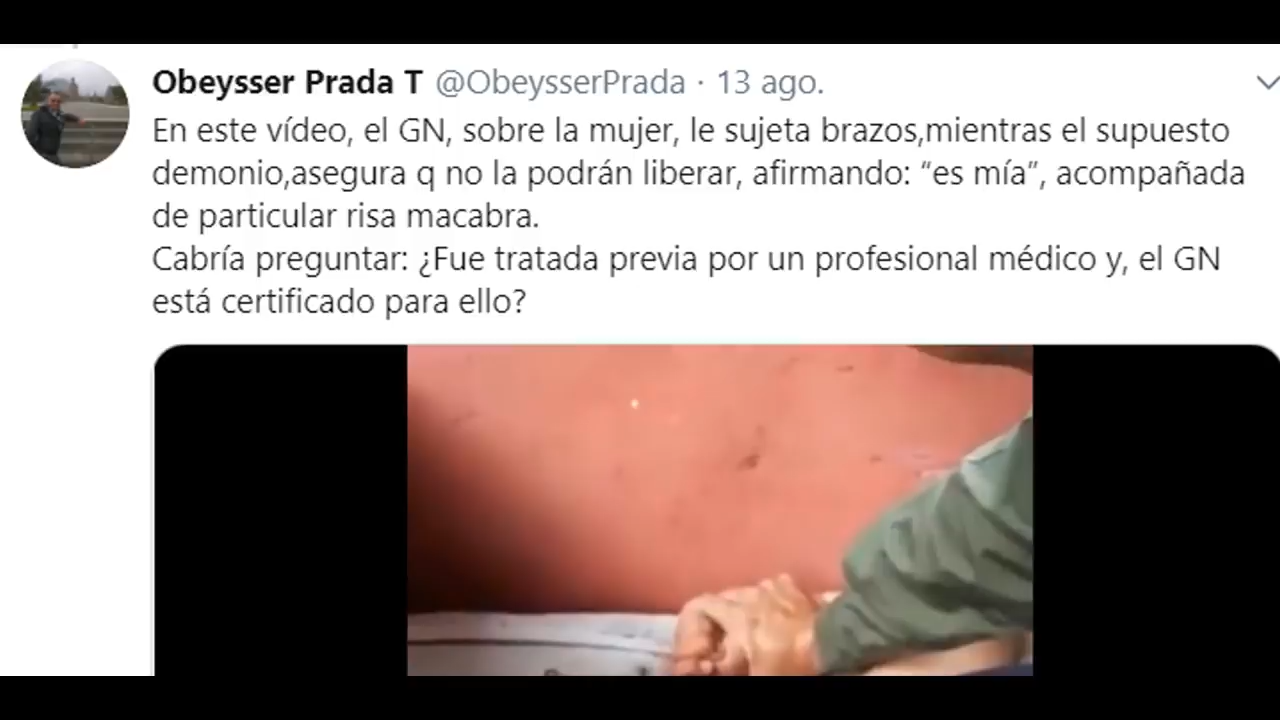 Obeysser Prada T @ObeysserPrada · 13 ago.
En este vídeo, el GN, sobre la mujer, le sujeta brazos,mientras el supuesto
demonio,asegura q no la podrán liberar, afirmando: “es mía”, acompañada
de particular risa macabra.
Cabría preguntar: ¿Fue tratada previa por un profesional médico y, el GN
está certificado para ello?